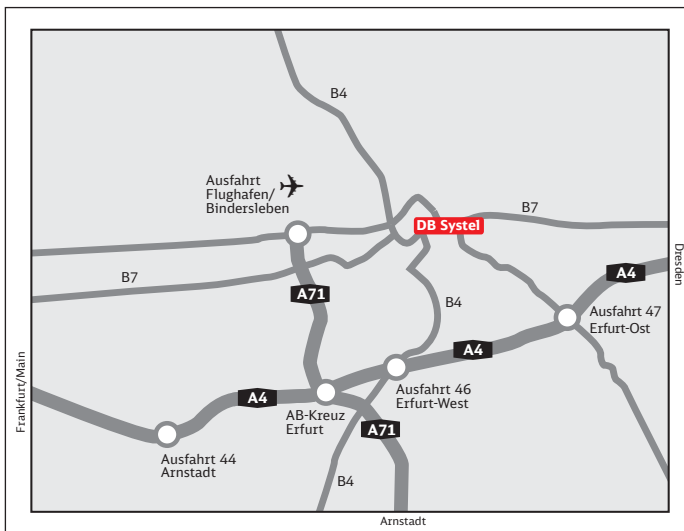 B4
Ausfahrt
Flughafen/
Bindersleben
DB Systel
B7
Dresden
A4
B7
A71
B4
Ausfahrt 47
Erfurt-Ost
A4
Frankfurt/Main
A4
AB-Kreuz
Erfurt
Ausfahrt 46
Erfurt-West
A71
Ausfahrt 44
Arnstadt
B4
Arnstadt